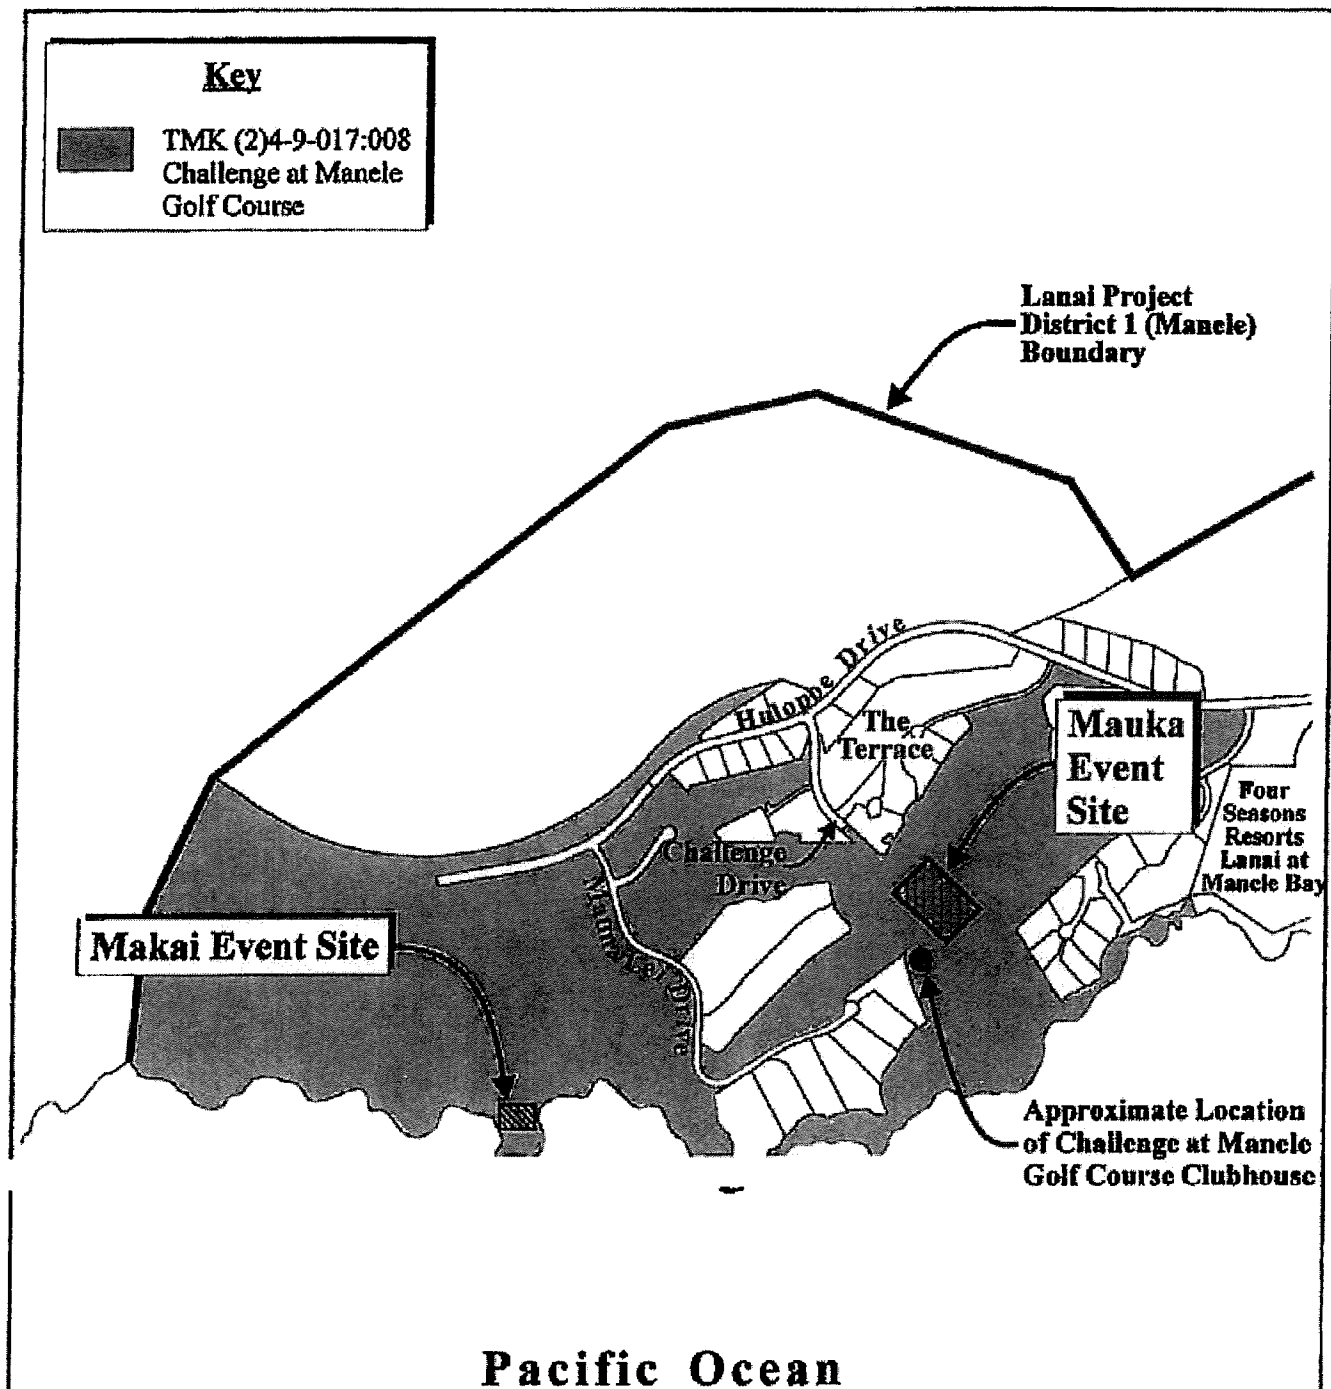 Key
TMK (2)4-9-017:008
Challenge at Manele
Golf Course
Lanai Project
District 1 (Manele)
Boundary
Hulopoe Drive
The
Terrace
Mauka
Event
Site
Four
Seasons
Resorts
Lanai at
Manele Bay
Challenge
Drive
Drive
Makai Event Site
Approximate Location
of Challenge at Manele
Golf Course Clubhouse
Pacific Ocean